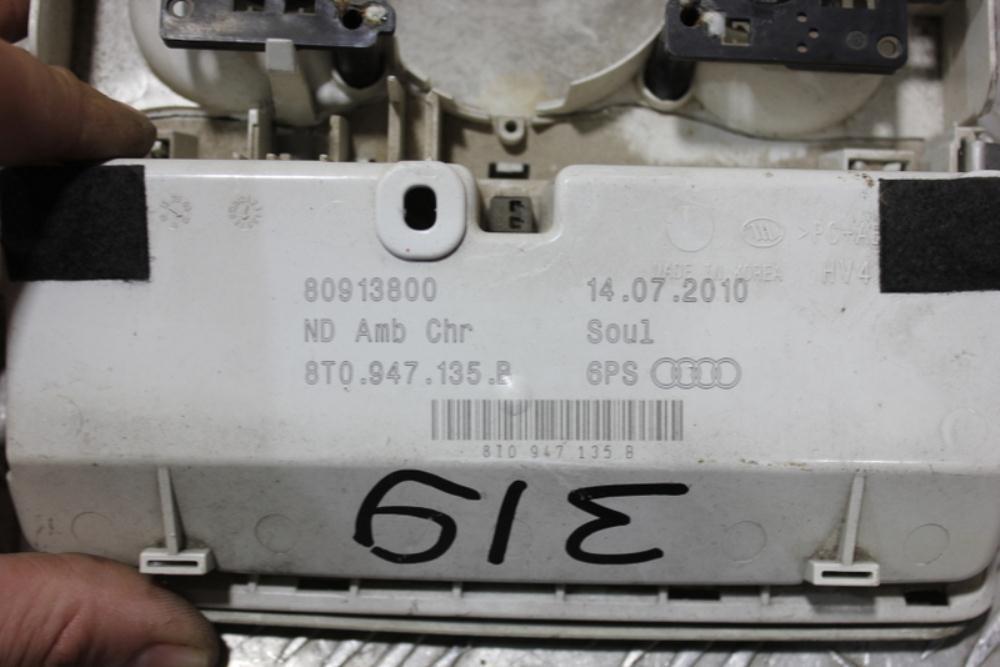 >PC+A
MADE IN KOREA HV4
80913800 14.07.2010
ND Amb Chr Soul
8T0.947.135.B 6PS
8T0 947 135 B
319